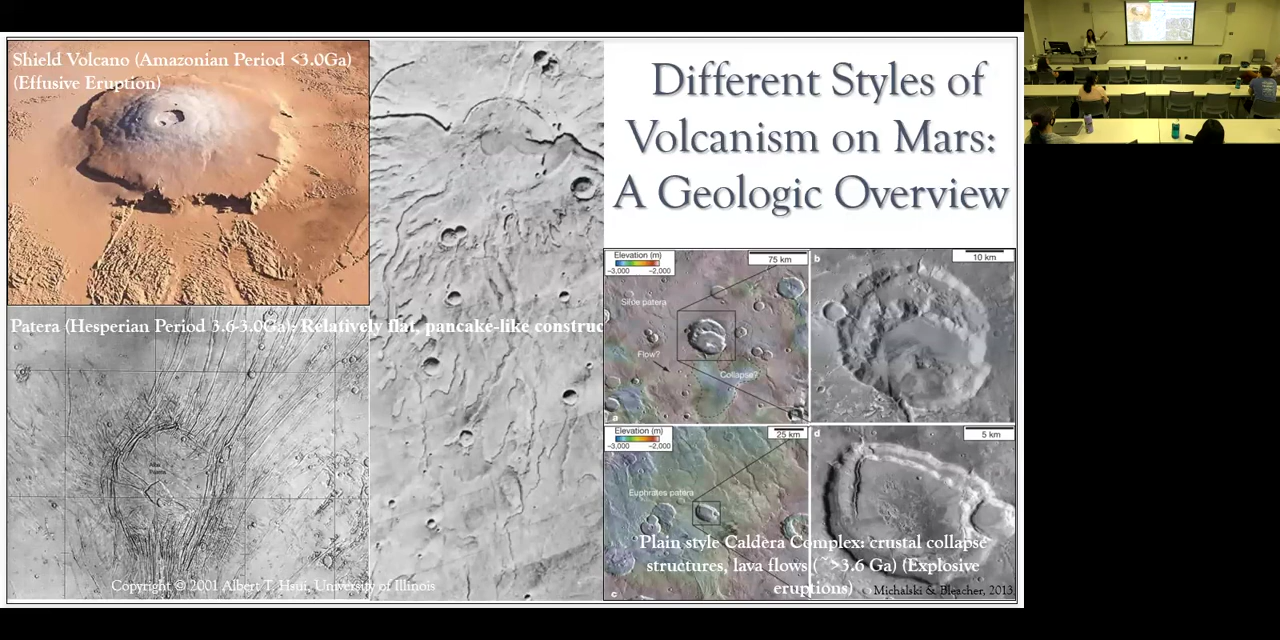 Shield Volcano (Amazonian Period <3.0Ga)
(Effusive Eruption)
Different Styles of
Volcanism on Mars:
A Geologic Overview
Patera (Hesperian Period 3.6-3.0Ga): Relatively flat, pancake-like construc
Copyright © 2001 Albert T. Hsui, University of Illinois
Elevation (m)
-3,000 -2,000
75 km
Siloe patera
Flow?
Collapse?
a
b
10 km
Elevation (m)
-3,000 -2,000
25 km
Euphrates patera
c
d
5 km
Plain style Caldera Complex: crustal collapse
structures, lava flows (~>3.6 Ga) (Explosive
eruptions)
Michalski & Bleacher, 2013